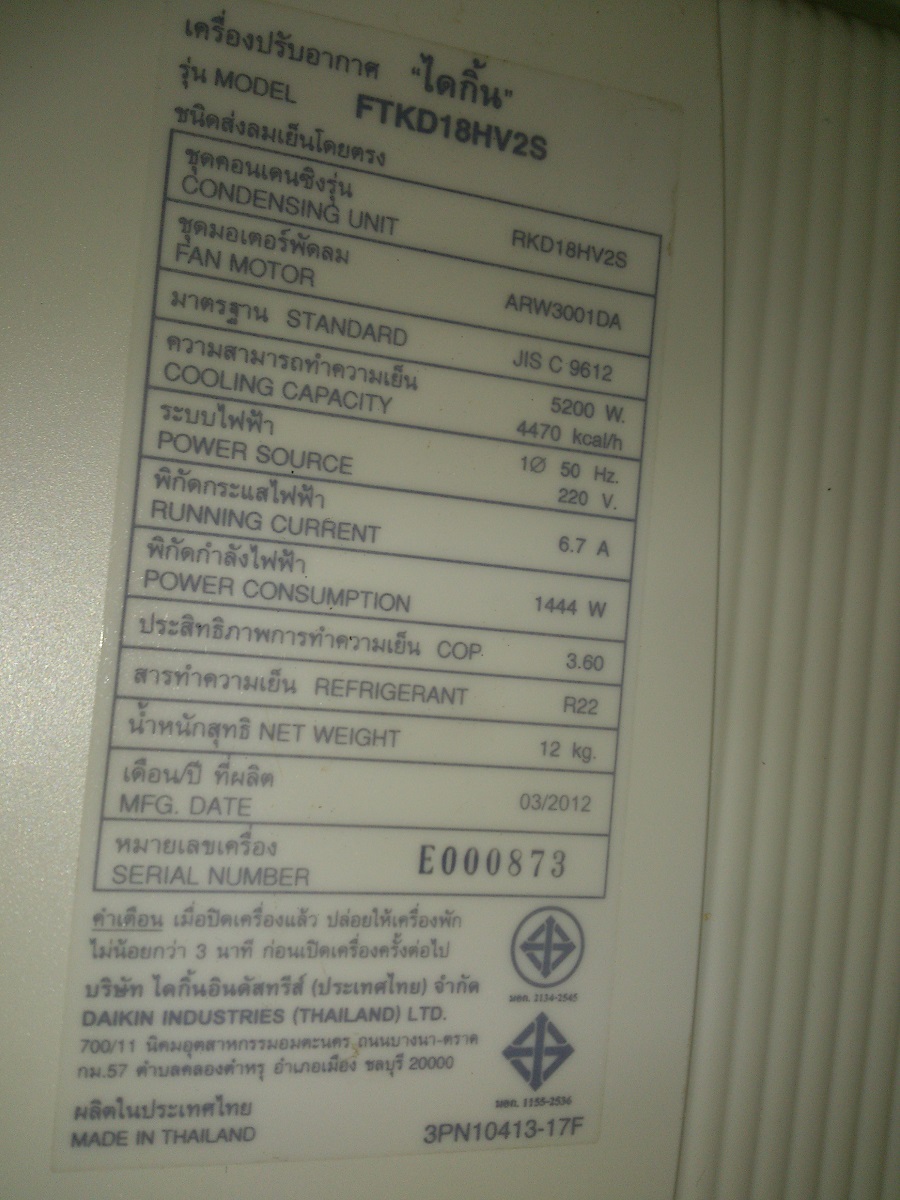 เครื่องปรับอากาศ "ไดกิ้น"
รุ่น MODEL FTKD18HV2S
ชนิดส่งลมเย็นโดยตรง
ชุดคอนเดนซิงรุ่น
CONDENSING UNIT RKD18HV2S
ชุดมอเตอร์พัดลม
FAN MOTOR ARW3001DA
มาตรฐาน STANDARD JIS C 9612
ความสามารถทำความเย็น 5200 W.
COOLING CAPACITY 4470 kcal/h
ระบบไฟฟ้า 1Ø 50 Hz.
POWER SOURCE 220 V.
พิกัดกระแสไฟฟ้า
RUNNING CURRENT 6.7 A
พิกัดกำลังไฟฟ้า
POWER CONSUMPTION 1444 W
ประสิทธิภาพการทำความเย็น COP. 3.60
สารทำความเย็น REFRIGERANT R22
น้ำหนักสุทธิ NET WEIGHT 12 kg.
เดือน/ปี ที่ผลิต
MFG. DATE 03/2012
หมายเลขเครื่อง
SERIAL NUMBER E000873
คำเตือน เมื่อปิดเครื่องแล้ว ปล่อยให้เครื่องพัก
ไม่น้อยกว่า 3 นาที ก่อนเปิดเครื่องครั้งต่อไป
มอก. 2134-2545
บริษัท ไดกิ้นอินดัสทรีส์ (ประเทศไทย) จำกัด
DAIKIN INDUSTRIES (THAILAND) LTD.
700/11 นิคมอุตสาหกรรมอมตะนคร ถนนบางนา-ตราด
กม.57 ตำบลคลองตำหรุ อำเภอเมือง ชลบุรี 20000
มอก. 1155-2536
ผลิตในประเทศไทย
MADE IN THAILAND 3PN10413-17F